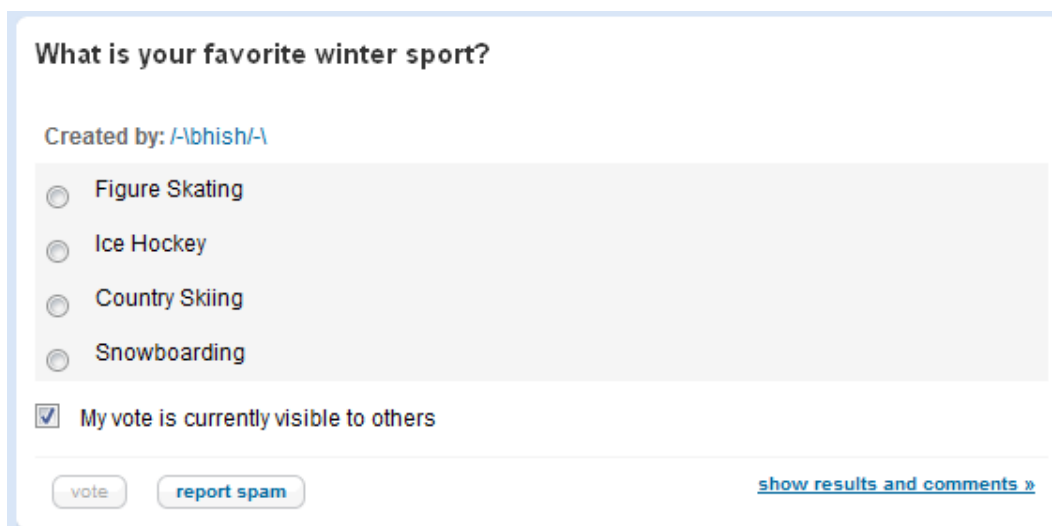 What is your favorite winter sport?
Created by: /-\bhish/-\
Figure Skating
Ice Hockey
Country Skiing
Snowboarding
My vote is currently visible to others
vote report spam show results and comments »